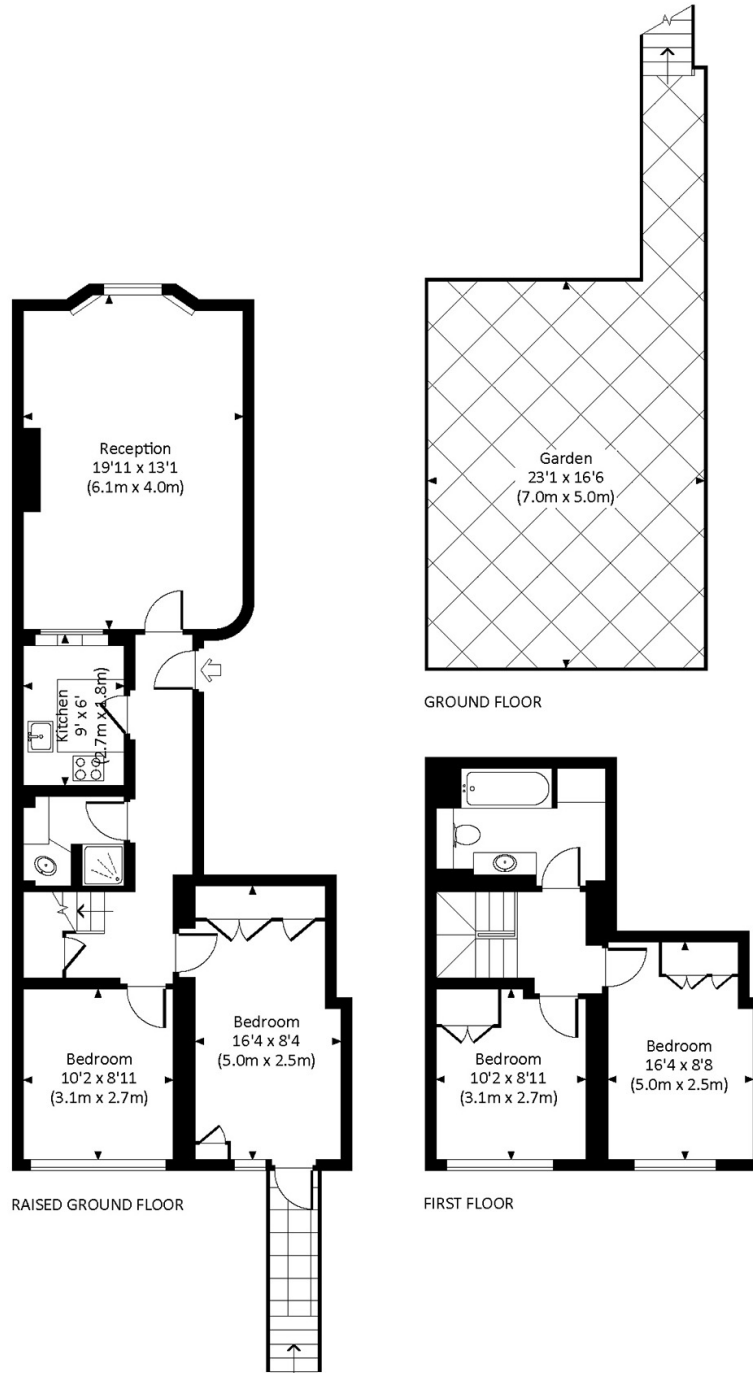 Reception
19'11 x 13'1
(6.1m x 4.0m)
Kitchen
9' x 6'
(2.7m x 1.8m)
Bedroom
10'2 x 8'11
(3.1m x 2.7m)
Bedroom
16'4 x 8'4
(5.0m x 2.5m)
RAISED GROUND FLOOR
Garden
23'1 x 16'6
(7.0m x 5.0m)
GROUND FLOOR
Bedroom
10'2 x 8'11
(3.1m x 2.7m)
Bedroom
16'4 x 8'8
(5.0m x 2.5m)
FIRST FLOOR